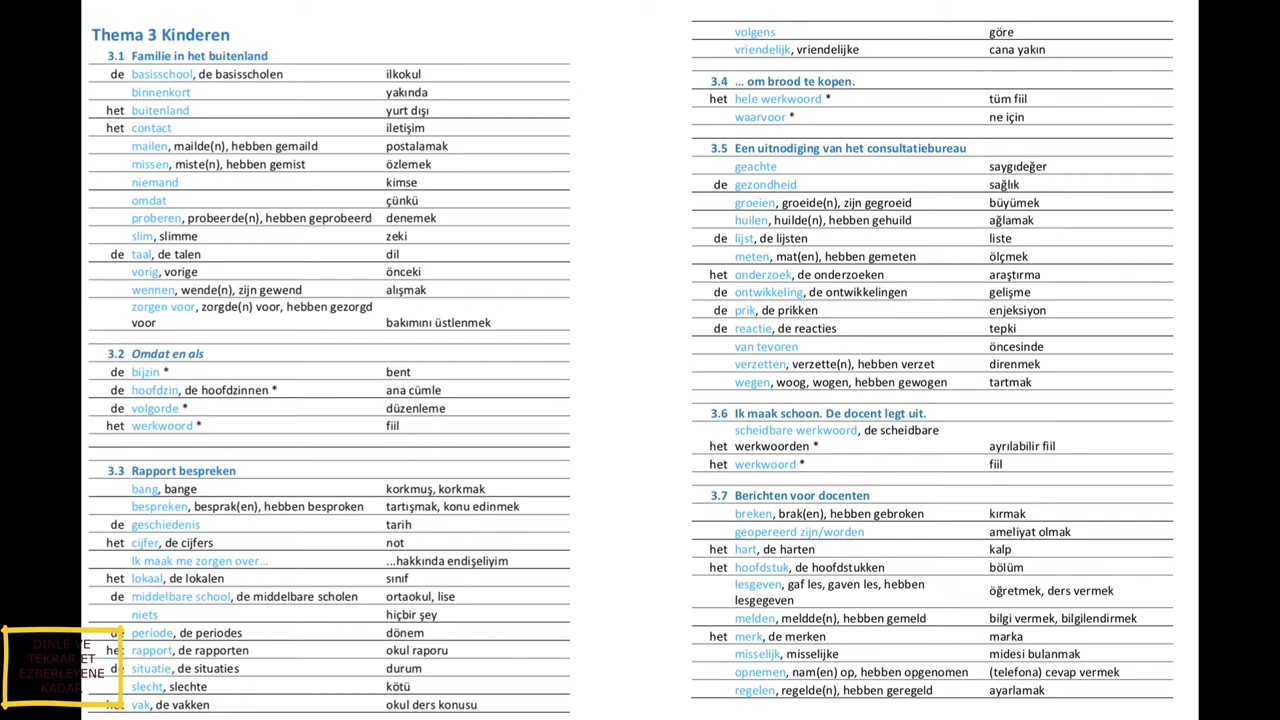 Thema 3 Kinderen
3.1 Familie in het buitenland
de basisschool, de basisscholen ilkokul
binnenkort yakında
het buitenland yurt dışı
het contact iletişim
mailen, mailde(n), hebben gemaild postalamak
missen, miste(n), hebben gemist özlemek
niemand kimse
omdat çünkü
proberen, probeerde(n), hebben geprobeerd denemek
slim, slimme zeki
de taal, de talen dil
vorig, vorige önceki
wennen, wende(n), zijn gewend alışmak
zorgen voor, zorgde(n) voor, hebben gezorgd
voor bakımını üstlenmek
3.2 Omdat en als
de bijzin * bent
de hoofdzin, de hoofdzinnen * ana cümle
de volgorde * düzenleme
het werkwoord * fiil
3.3 Rapport bespreken
bang, bange korkmuş, korkmak
bespreken, besprak(en), hebben besproken tartışmak, konu edinmek
de geschiedenis tarih
het cijfer, de cijfers not
Ik maak me zorgen over... ...hakkında endişeliyim
het lokaal, de lokalen sınıf
de middelbare school, de middelbare scholen ortaokul, lise
niets hiçbir şey
de periode, de periodes dönem
het rapport, de rapporten okul raporu
de situatie, de situaties durum
slecht, slechte kötü
het vak, de vakken okul ders konusu
DINLE VE
TEKRAR ET
EZBERLEYENE
KADAR
volgens göre
vriendelijk, vriendelijke cana yakın
3.4 ... om brood te kopen.
het hele werkwoord * tüm fiil
waarvoor * ne için
3.5 Een uitnodiging van het consultatiebureau
geachte saygıdeğer
de gezondheid sağlık
groeien, groeide(n), zijn gegroeid büyümek
huilen, huilde(n), hebben gehuild ağlamak
de lijst, de lijsten liste
meten, mat(en), hebben gemeten ölçmek
het onderzoek, de onderzoeken araştırma
de ontwikkeling, de ontwikkelingen gelişme
de prik, de prikken enjeksiyon
de reactie, de reacties tepki
van tevoren öncesinde
verzetten, verzette(n), hebben verzet direnmek
wegen, woog, wogen, hebben gewogen tartmak
3.6 Ik maak schoon. De docent legt uit.
scheidbare werkwoord, de scheidbare
het werkwoorden * ayrılabilir fiil
het werkwoord * fiil
3.7 Berichten voor docenten
breken, brak(en), hebben gebroken kırmak
geopereerd zijn/worden ameliyat olmak
het hart, de harten kalp
het hoofdstuk, de hoofdstukken bölüm
lesgeven, gaf les, gaven les, hebben
lesgegeven öğretmek, ders vermek
melden, meldde(n), hebben gemeld bilgi vermek, bilgilendirmek
het merk, de merken marka
misselijk, misselijke midesi bulanmak
opnemen, nam(en) op, hebben opgenomen (telefona) cevap vermek
regelen, regelde(n), hebben geregeld ayarlamak